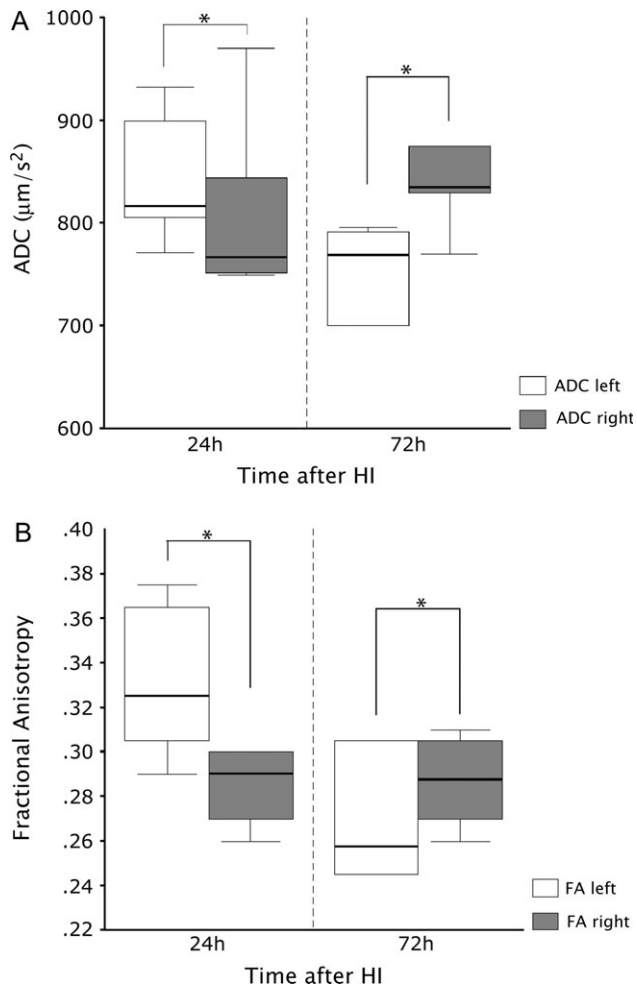 A
1000
900
800
700
600
ADC (μm/s²)
*
*
24h
72h
Time after HI
ADC left
ADC right
B
.40
.38
.36
.34
.32
.30
.28
.26
.24
.22
Fractional Anisotropy
*
*
24h
72h
Time after HI
FA left
FA right